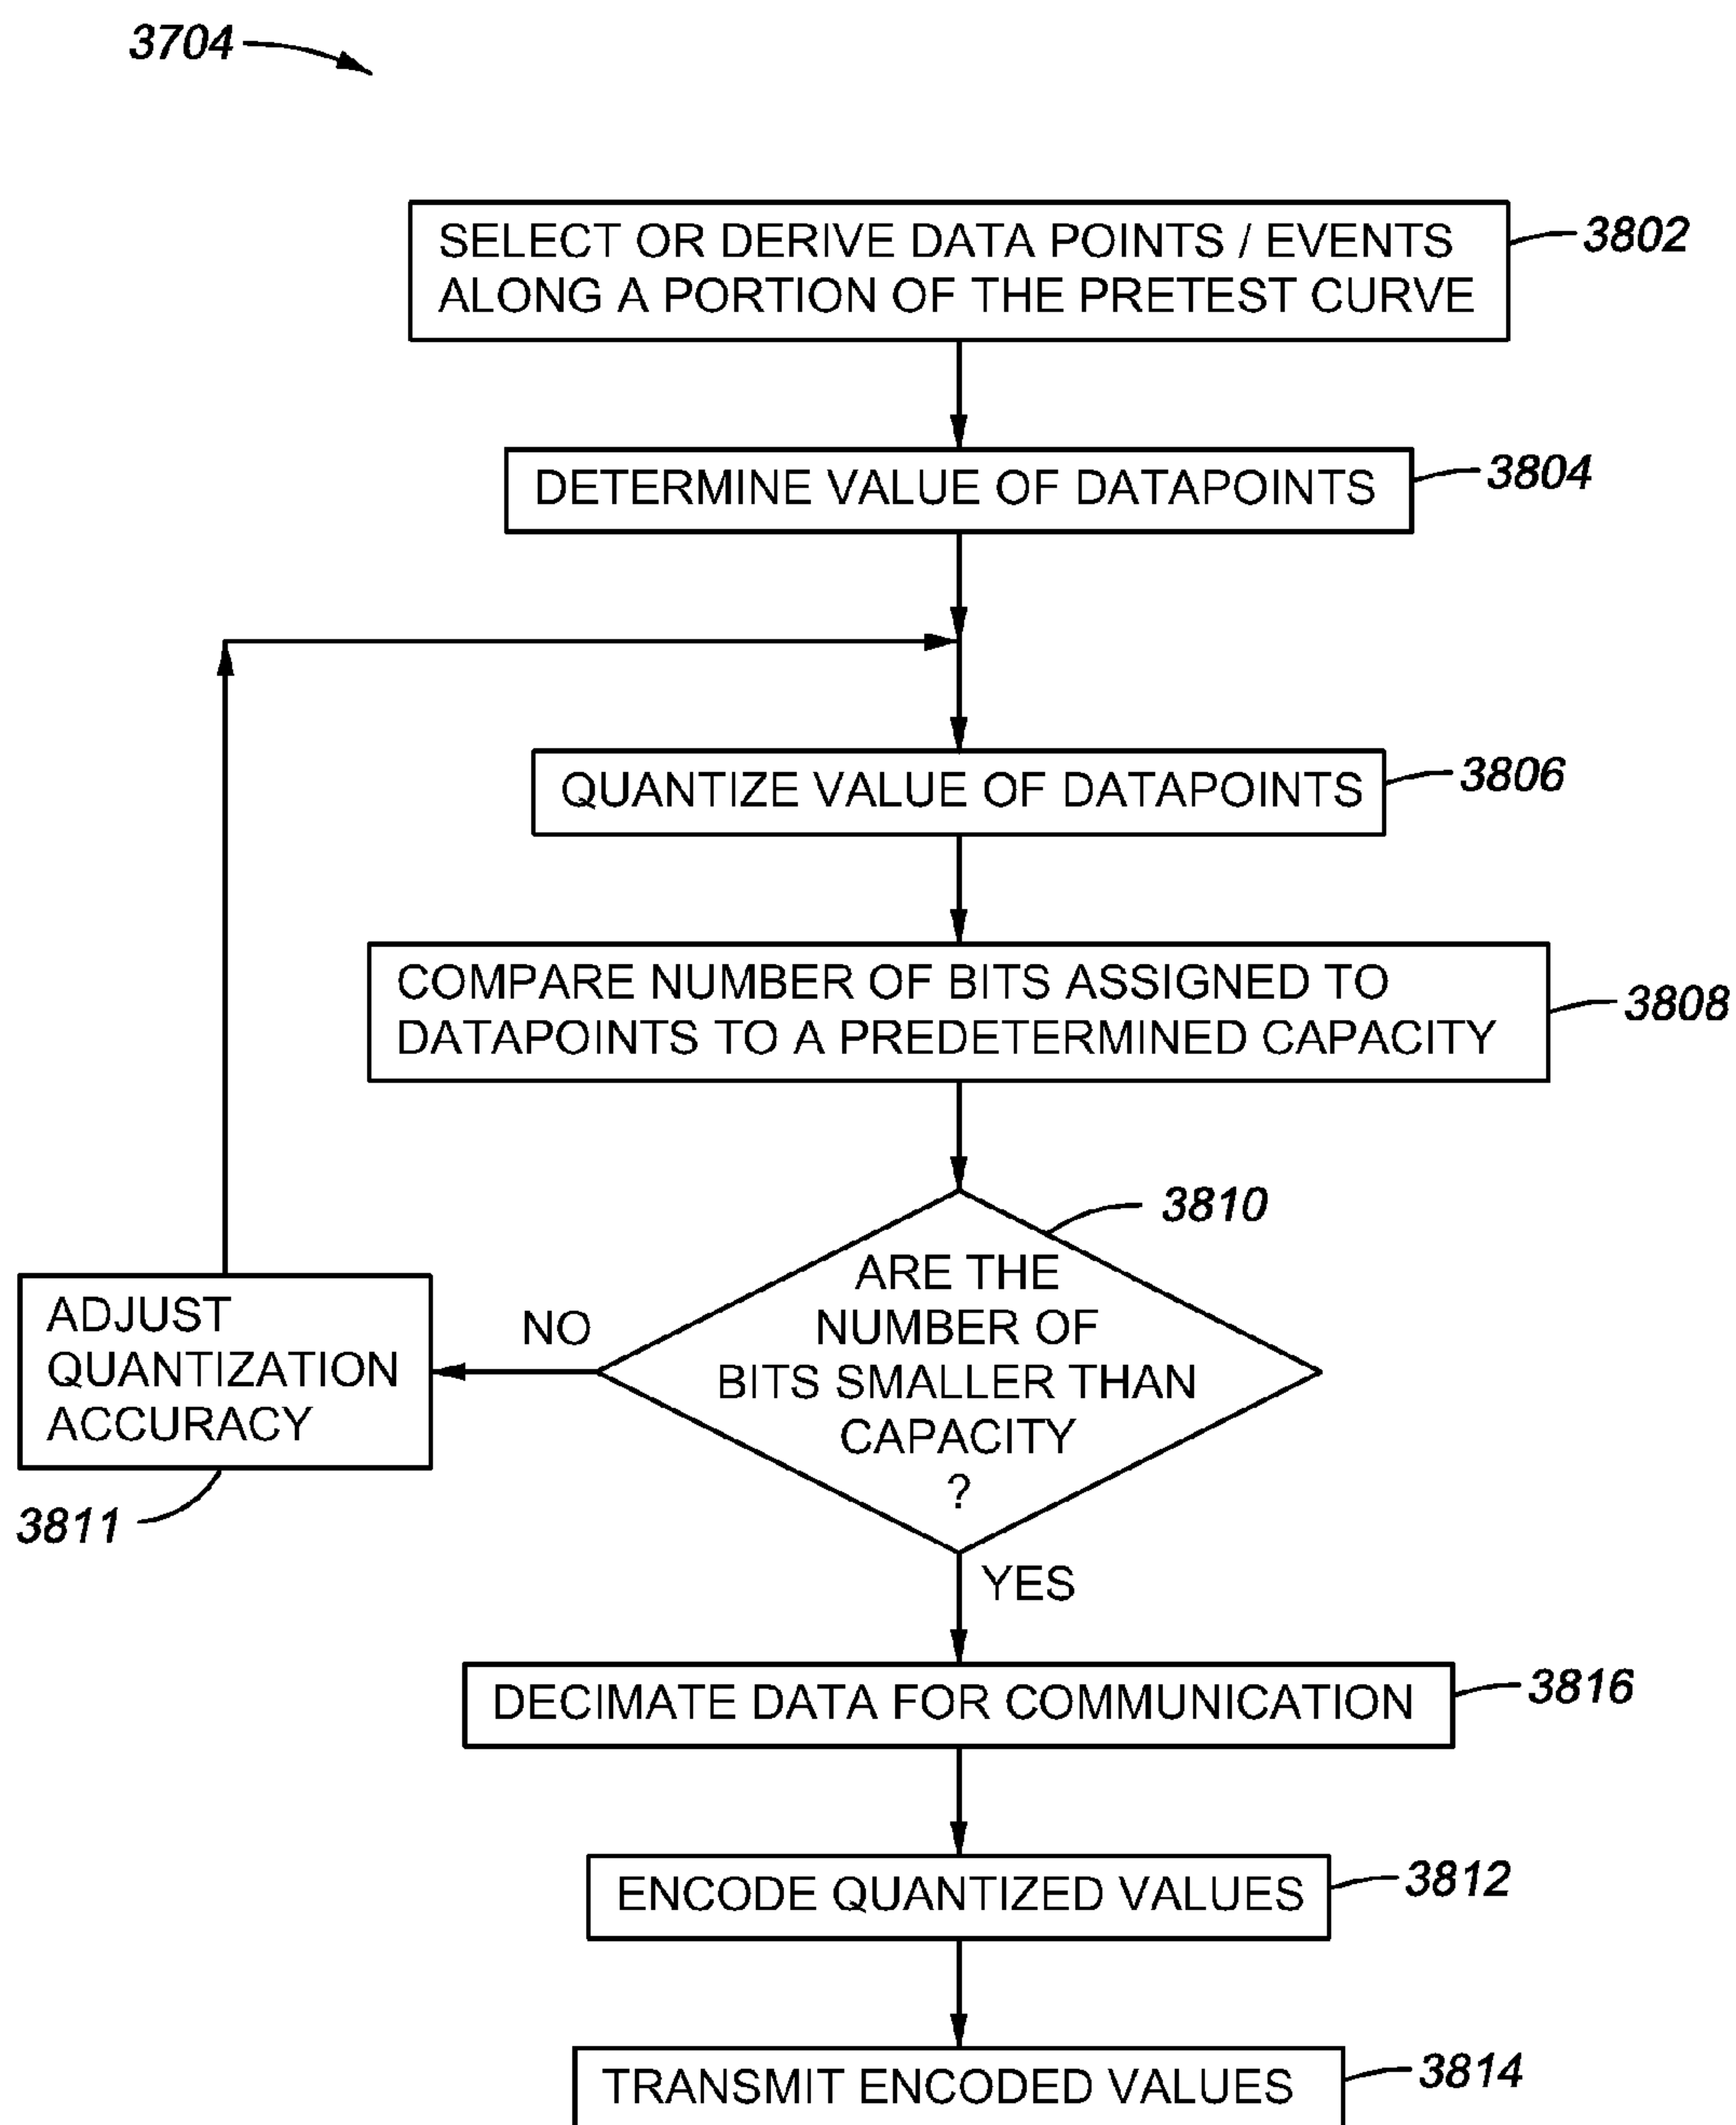 3704
SELECT OR DERIVE DATA POINTS / EVENTS
ALONG A PORTION OF THE PRETEST CURVE
3802
DETERMINE VALUE OF DATAPOINTS
3804
QUANTIZE VALUE OF DATAPOINTS
3806
COMPARE NUMBER OF BITS ASSIGNED TO
DATAPOINTS TO A PREDETERMINED CAPACITY
3808
3810
ARE THE
NUMBER OF
BITS SMALLER THAN
CAPACITY
?
NO
ADJUST
QUANTIZATION
ACCURACY
3811
YES
DECIMATE DATA FOR COMMUNICATION
3816
ENCODE QUANTIZED VALUES
3812
TRANSMIT ENCODED VALUES
3814